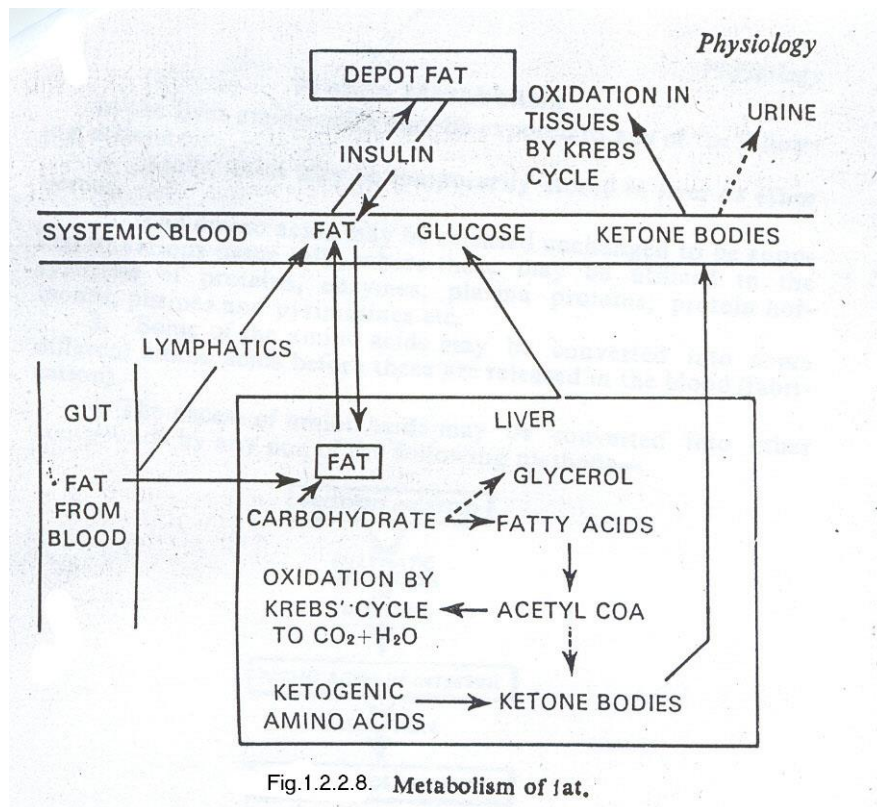 Physiology
DEPOT FAT
OXIDATION IN
TISSUES
BY KREBS
CYCLE
URINE
INSULIN
SYSTEMIC BLOOD
FAT
GLUCOSE
KETONE BODIES
LYMPHATICS
GUT
FAT
FROM
BLOOD
LIVER
FAT
GLYCEROL
CARBOHYDRATE
FATTY ACIDS
OXIDATION BY
KREBS' CYCLE
TO CO₂+H₂O
ACETYL COA
KETOGENIC
AMINO ACIDS
KETONE BODIES
Fig.1.2.2.8. Metabolism of fat.